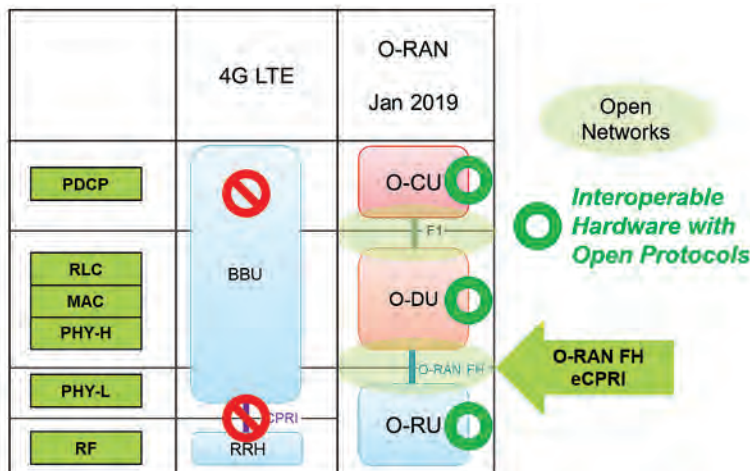 4G LTE
O-RAN
Jan 2019
Open
Networks
PDCP
O-CU
Interoperable
Hardware with
Open Protocols
F1
RLC
MAC
PHY-H
BBU
O-DU
O-RAN FH
O-RAN FH
eCPRI
PHY-L
CPRI
O-RU
RF
RRH